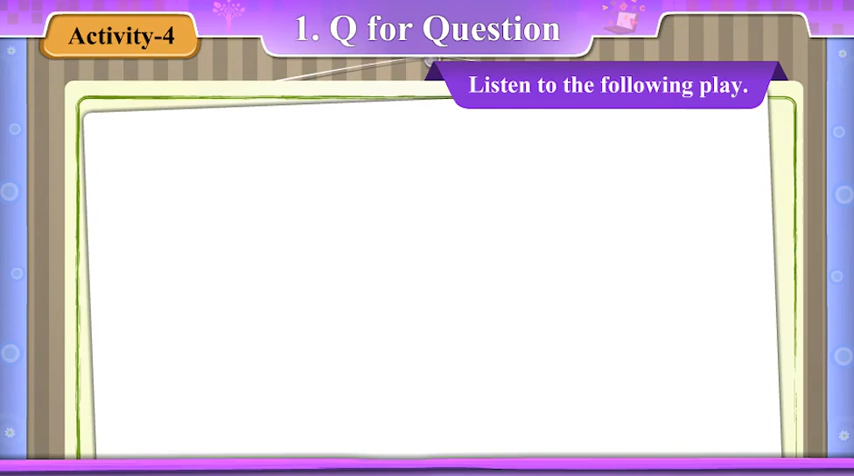 Activity-4
1. Q for Question
Listen to the following play.